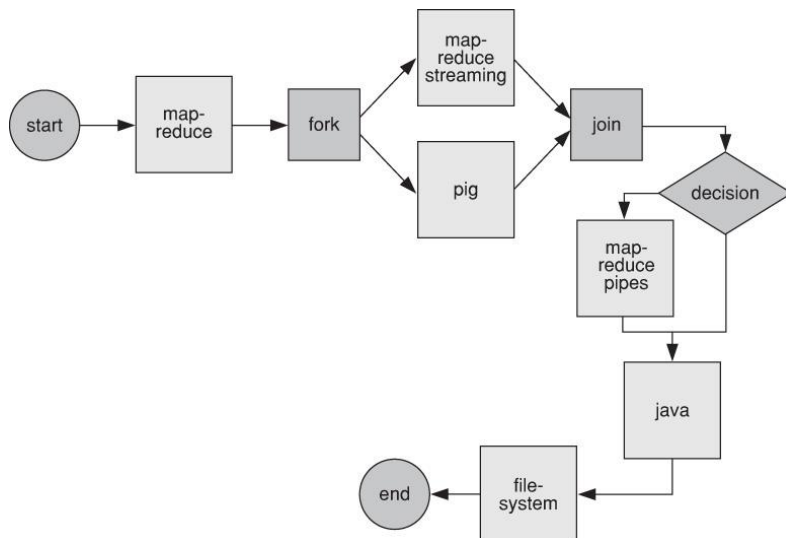 start
map-
reduce
fork
map-
reduce
streaming
pig
join
decision
map-
reduce
pipes
java
file-
system
end